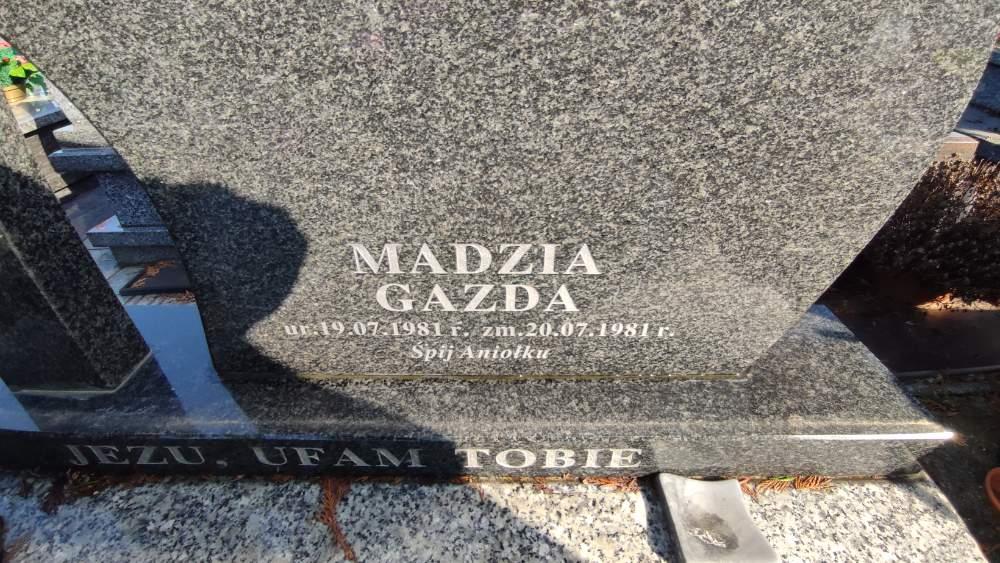 MADZIA
GAZDA
ur.19.07.1981 r. zm.20.07.1981 r.
Śpij Aniołku
JEZU, UFAM TOBIE